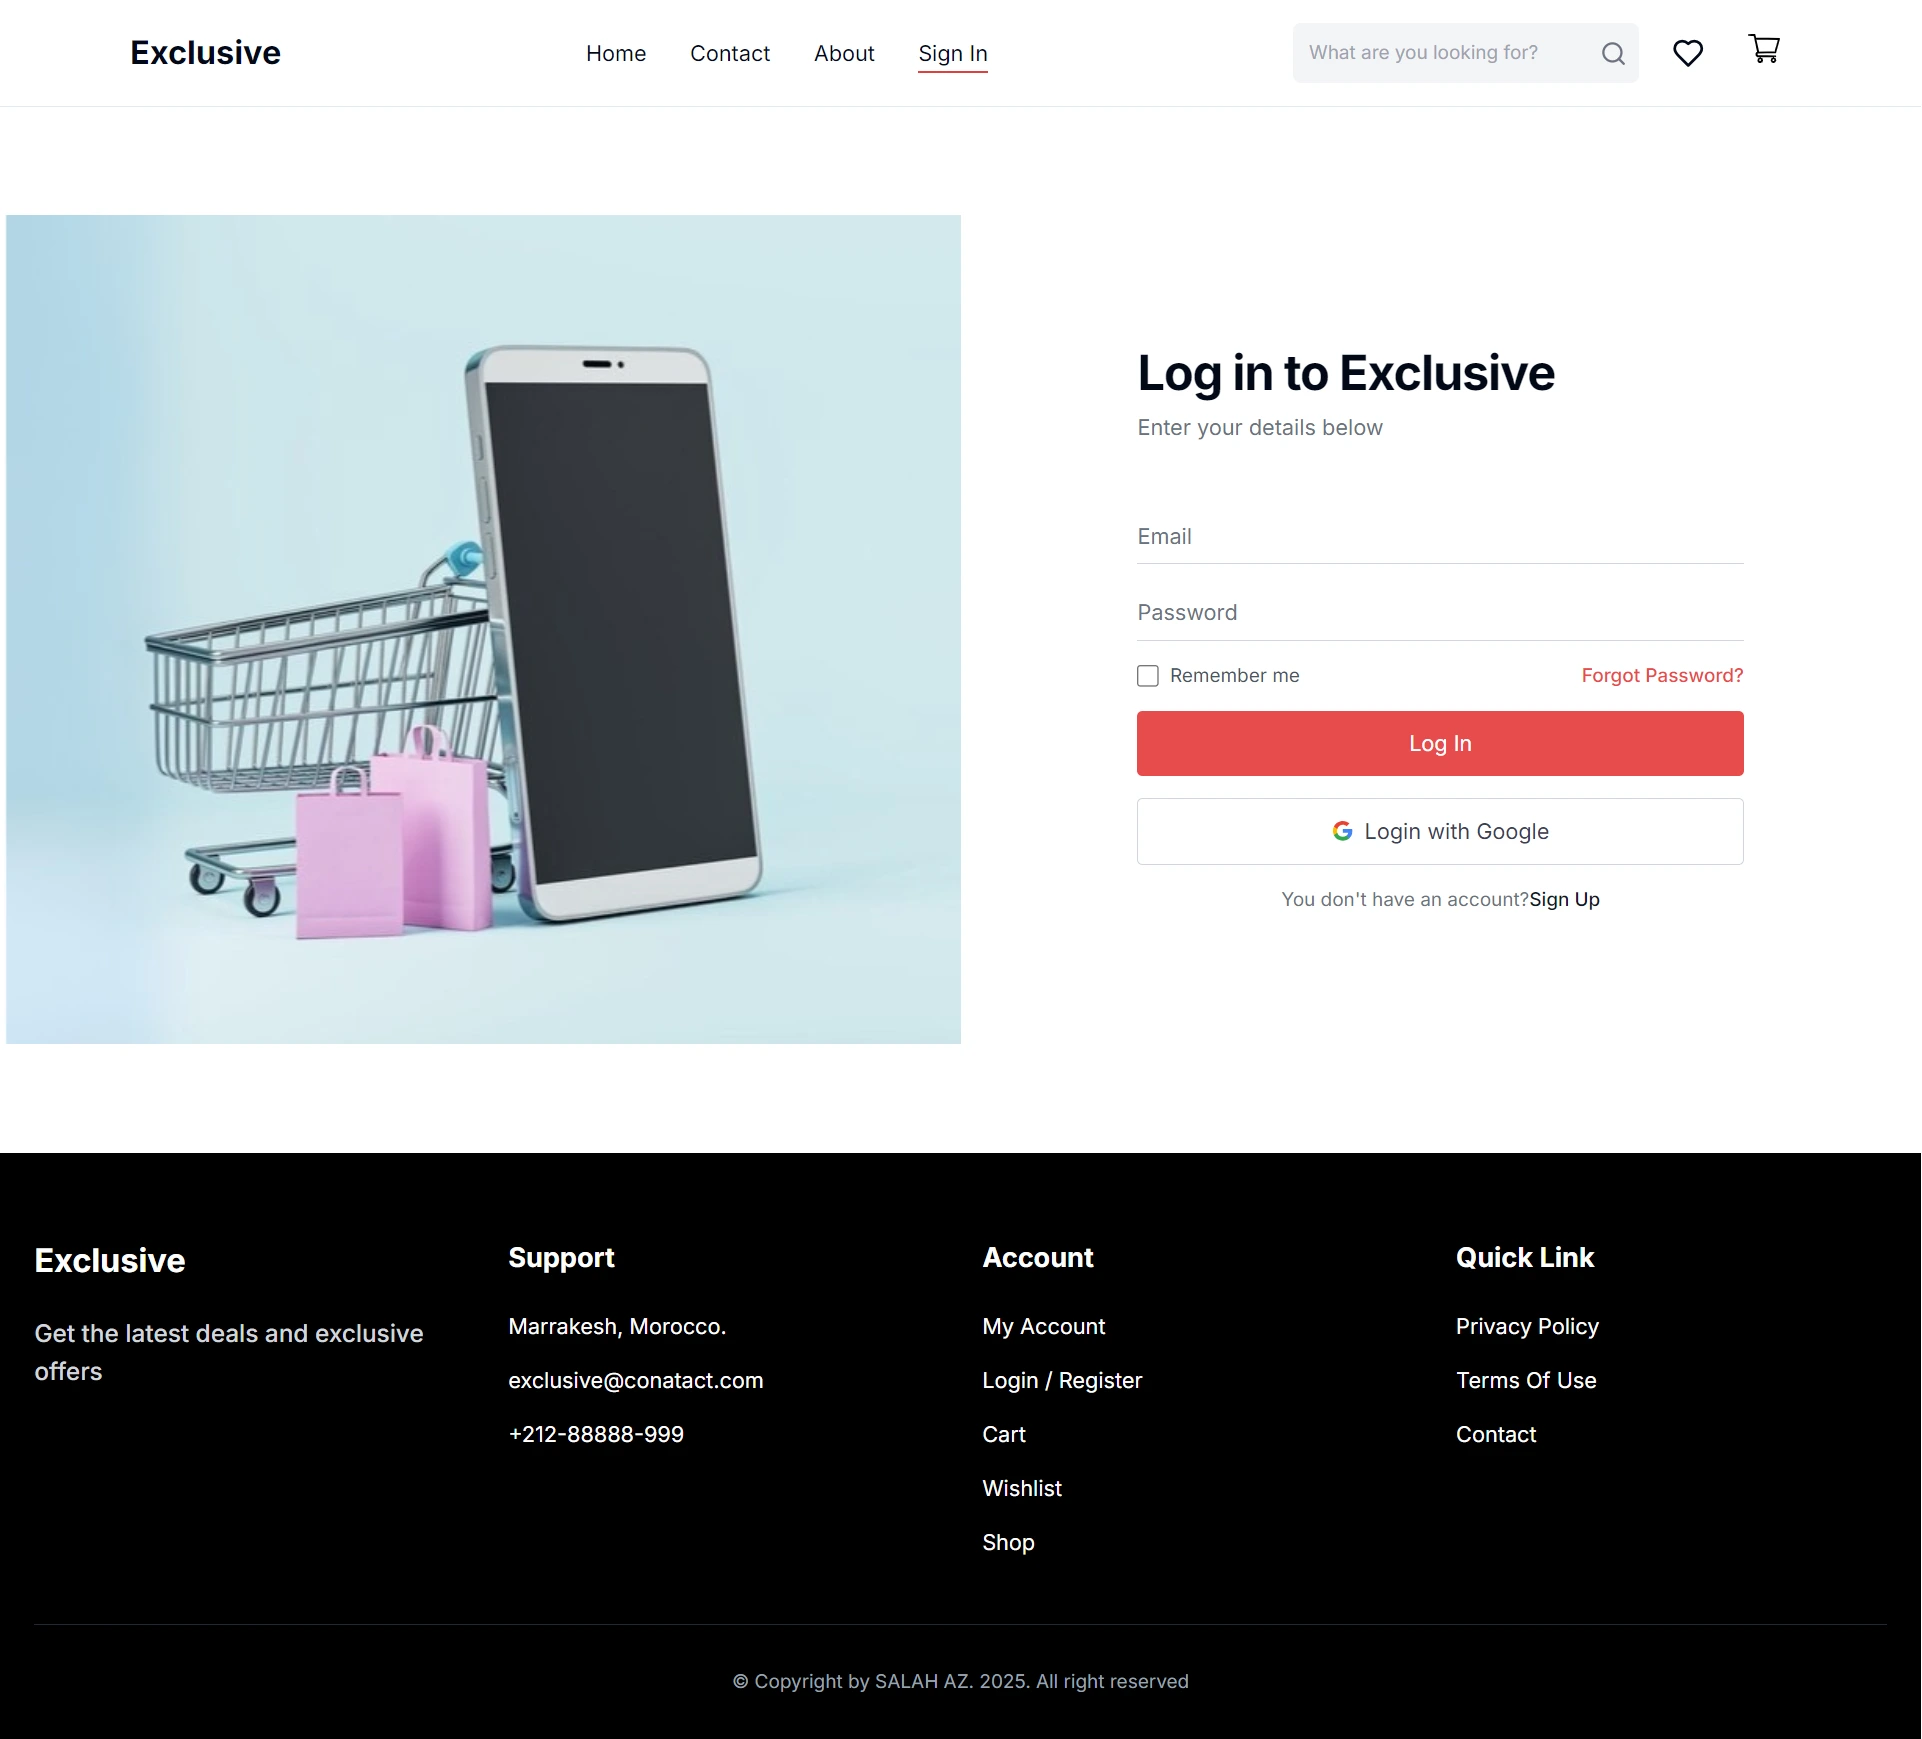 Exclusive
Home Contact About Sign In
What are you looking for?
Log in to Exclusive
Enter your details below
Email
Password
Remember me Forgot Password?
Log In
Login with Google
You don't have an account?Sign Up
Exclusive
Get the latest deals and exclusive
offers
Support
Marrakesh, Morocco.
exclusive@conatact.com
+212-88888-999
Account
My Account
Login / Register
Cart
Wishlist
Shop
Quick Link
Privacy Policy
Terms Of Use
Contact
© Copyright by SALAH AZ. 2025. All right reserved